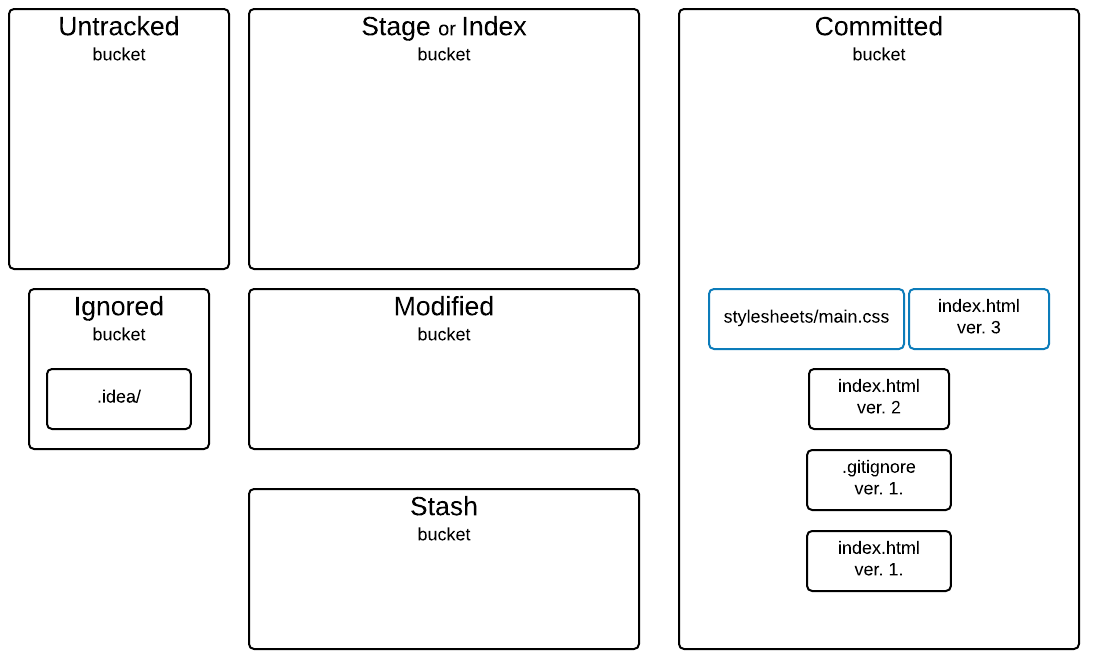 Untracked
bucket
Stage or Index
bucket
Committed
bucket
Ignored
bucket
.idea/
Modified
bucket
stylesheets/main.css
index.html
ver. 3
index.html
ver. 2
.gitignore
ver. 1.
Stash
bucket
index.html
ver. 1.